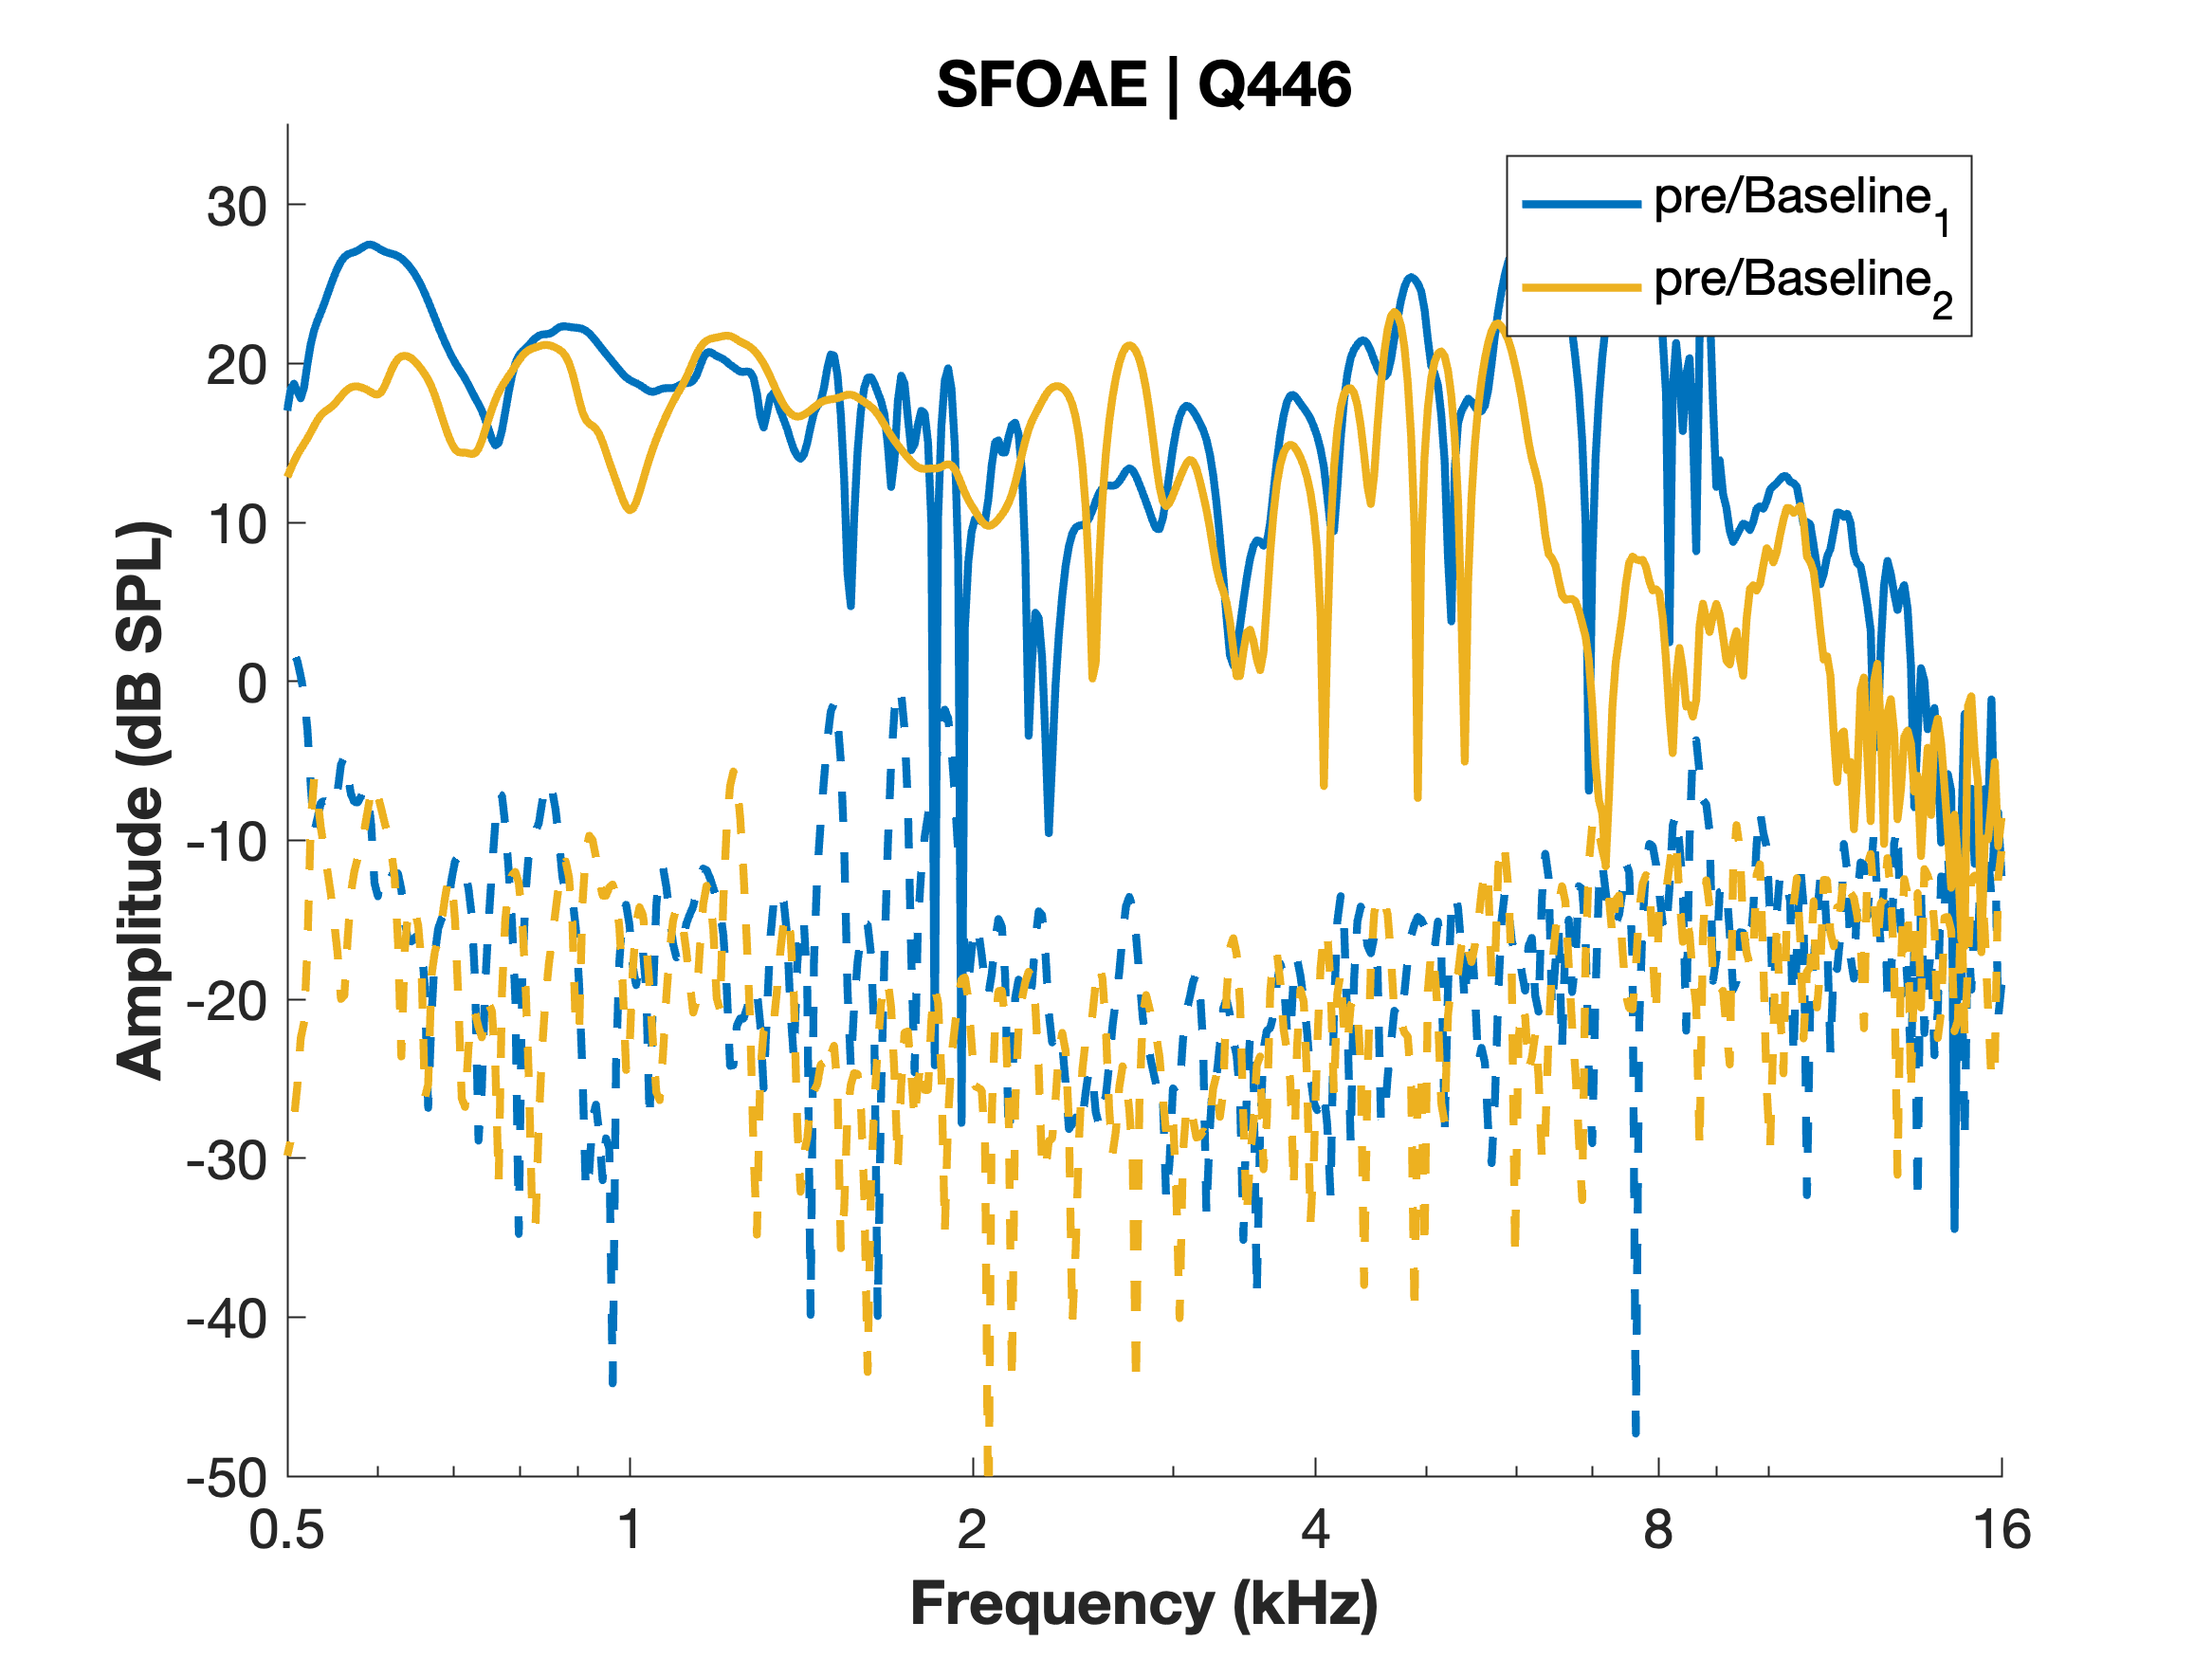 SFOAE | Q446
pre/Baseline1
pre/Baseline2
Amplitude (dB SPL)
30
20
10
0
-10
-20
-30
-40
-50
0.5 1 2 4 8 16
Frequency (kHz)